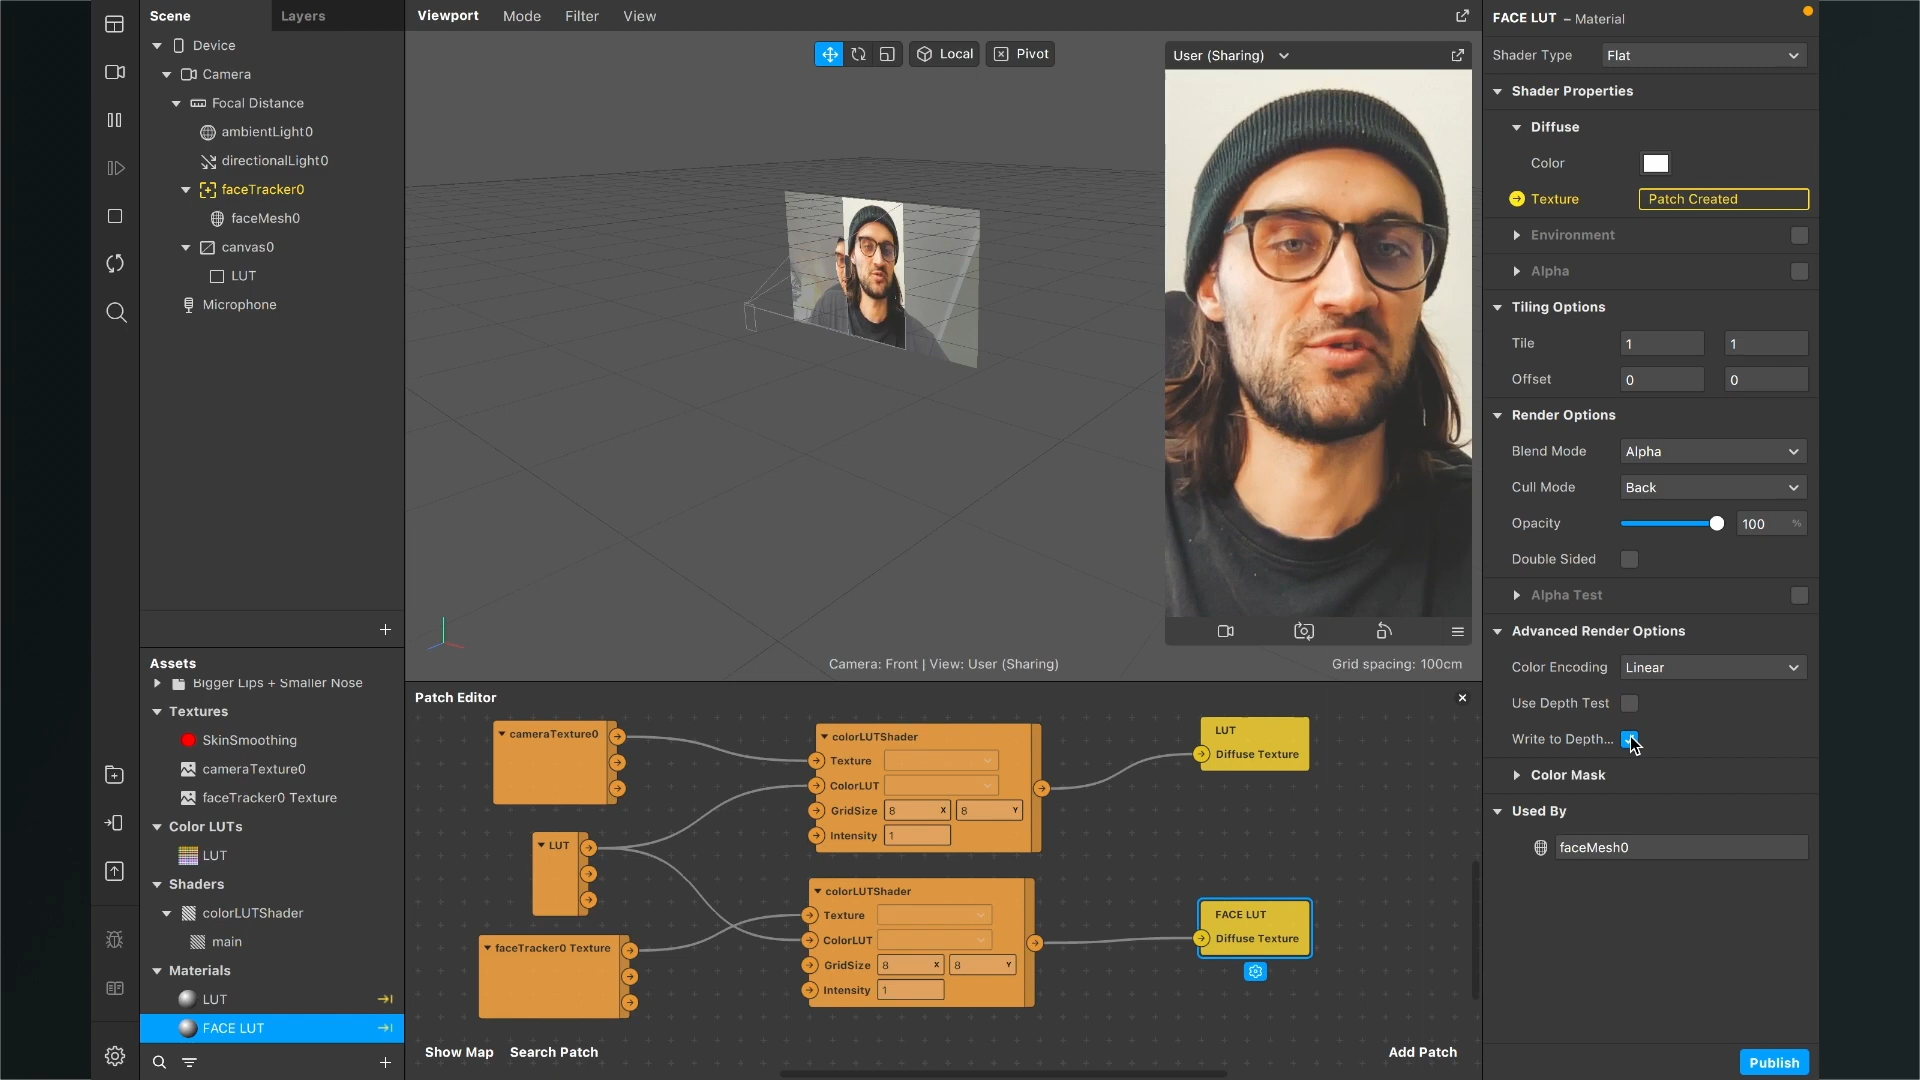 Scene
Layers
Device
Camera
Focal Distance
ambientLight0
directionalLight0
faceTracker0
faceMesh0
canvas0
LUT
Microphone
+
Assets
Bigger Lips + Smaller Nose
Textures
SkinSmoothing
cameraTexture0
faceTracker0 Texture
Color LUTs
LUT
Shaders
colorLUTShader
main
Materials
LUT
FACE LUT
+
Viewport
Mode
Filter
View
Local
Pivot
User (Sharing)
Camera: Front | View: User (Sharing)
Grid spacing: 100cm
Patch Editor
cameraTexture0
LUT
faceTracker0 Texture
colorLUTShader
Texture
ColorLUT
GridSize 8 X 8 Y
Intensity 1
colorLUTShader
Texture
ColorLUT
GridSize 8 X 8 Y
Intensity 1
LUT
Diffuse Texture
FACE LUT
Diffuse Texture
Show Map
Search Patch
Add Patch
FACE LUT – Material
Shader Type Flat
Shader Properties
Diffuse
Color
Texture Patch Created
Environment
Alpha
Tiling Options
Tile 1 1
Offset 0 0
Render Options
Blend Mode Alpha
Cull Mode Back
Opacity 100 %
Double Sided
Alpha Test
Advanced Render Options
Color Encoding Linear
Use Depth Test
Write to Depth...
Color Mask
Used By
faceMesh0
Publish